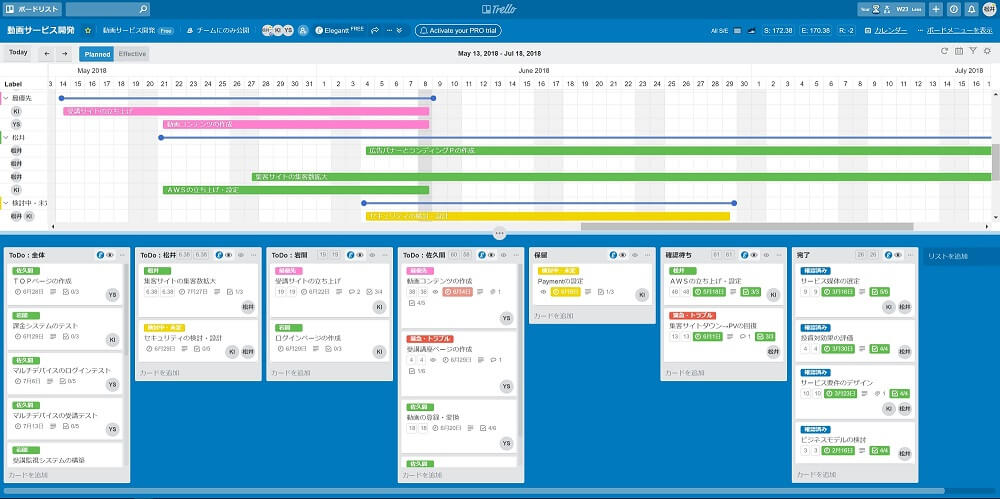 ボードリスト
Trello
Your
W23 Less
松井
動画サービス開発
動画サービス開発 Free
チームにのみ公開
KI YS
Elegantt FREE
Activate your PRO trial
All S/E
S: 172.38
E: 170.38
R: -2
カレンダー
ボードメニューを表示
Today
Planned
Effective
May 13, 2018 - Jul 18, 2018
May 2018
June 2018
July 2018
Label
3 14 15 16 17 18 19 20 21 22 23 24 25 26 27 28 29 30 31 1 2 3 4 5 6 7 8 9 10 11 12 13 14 15 16 17 18 19 20 21 22 23 24 25 26 27 28 29 30 1 2 3 4 5 6 7 8 9 10 11 12 13 14 15 16 17 1
最優先
KI
受講サイトの立ち上げ
YS
動画コンテンツの作成
松井
松井
広告バナーとランディングPの作成
松井
松井
集客サイトの集客数拡大
KI
AWSの立ち上げ・設定
検討中・未定
松井 KI
セキュリティの検討・設計
ToDo：全体
佐久間
TOPページの作成
6月28日 0/3
YS
岩間
課金システムのテスト
6月29日 0/3
KI
佐久間
マルチデバイスのログインテスト
7月6日 0/5
YS
佐久間
マルチデバイスの受講テスト
7月13日 0/5
YS
岩間
受講監視システムの構築
カードを追加
ToDo：松井 6.38 6.38
松井
集客サイトの集客数拡大
6.38 6.38 7月27日 1/3
松井
検討中・未定
セキュリティの検討・設計
6月29日 0/3
KI 松井
カードを追加
ToDo：岩間 19 19
最優先
受講サイトの立ち上げ
19 19 6月22日 2 3/4
KI
岩間
ログインページの作成
6月29日 0/3
KI
カードを追加
ToDo：佐久間 60 58
最優先
動画コンテンツの作成
38 36 6月14日 1
4/5
YS
緊急・トラブル
受講講座ページの作成
4 4 6月29日 1
1/6
YS
佐久間
動画の登録・変換
18 18 8月20日 4/6
YS
佐久間
カードを追加
保留
検討中・未定
Paymentの設定
1/3
KI
カードを追加
確認待ち
松井
AWSの立ち上げ・設定
46 48 5月18日 3/3
KI
緊急・トラブル
集客サイトダウン→PVの回復
13 13 6月11日 1 3/3
松井
カードを追加
完了 26 26
確認済み
サービス媒体の選定
9 9 3月16日 5/5
松井
確認済み
投資対効果の評価
4 4 3月30日 4/4
松井
確認済み
サービス要件のデザイン
10 10 3月23日 1 4/4
KI 松井
確認済み
ビジネスモデルの検討
3 3 2月16日 4/4
松井
カードを追加
リストを追加